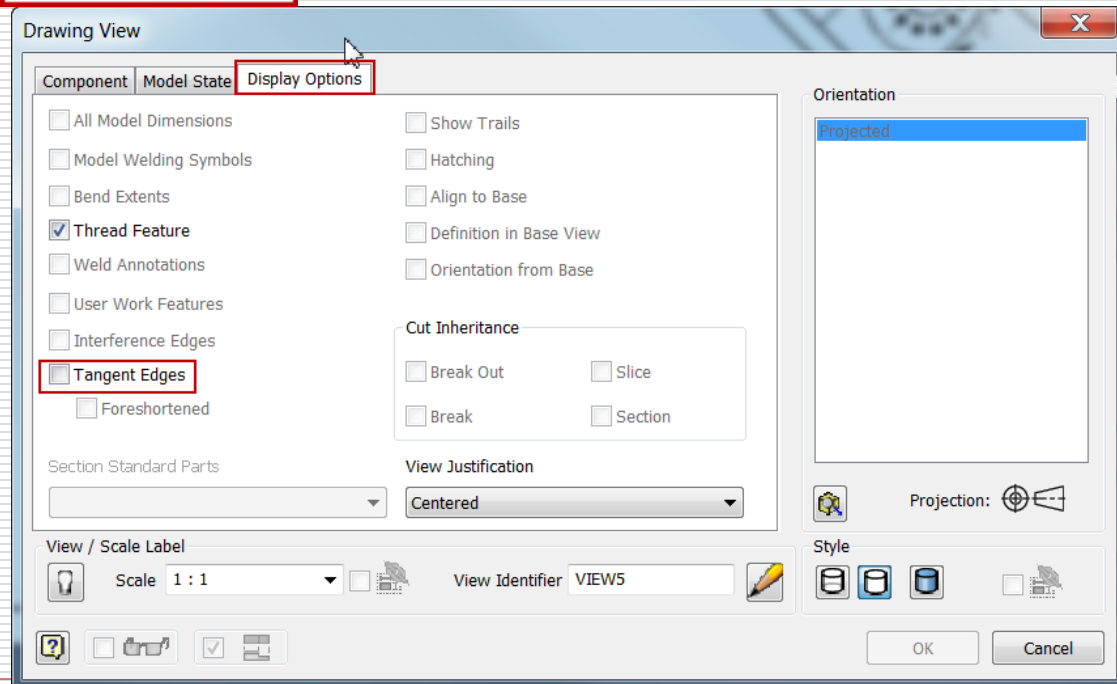 Drawing View
Component Model State Display Options
All Model Dimensions
Model Welding Symbols
Bend Extents
Thread Feature
Weld Annotations
User Work Features
Interference Edges
Tangent Edges
Foreshortened
Section Standard Parts
Show Trails
Hatching
Align to Base
Definition in Base View
Orientation from Base
Cut Inheritance
Break Out Slice
Break Section
View Justification
Centered
Orientation
Projected
Projection:
View / Scale Label
Scale 1 : 1 View Identifier VIEW5
Style
OK Cancel